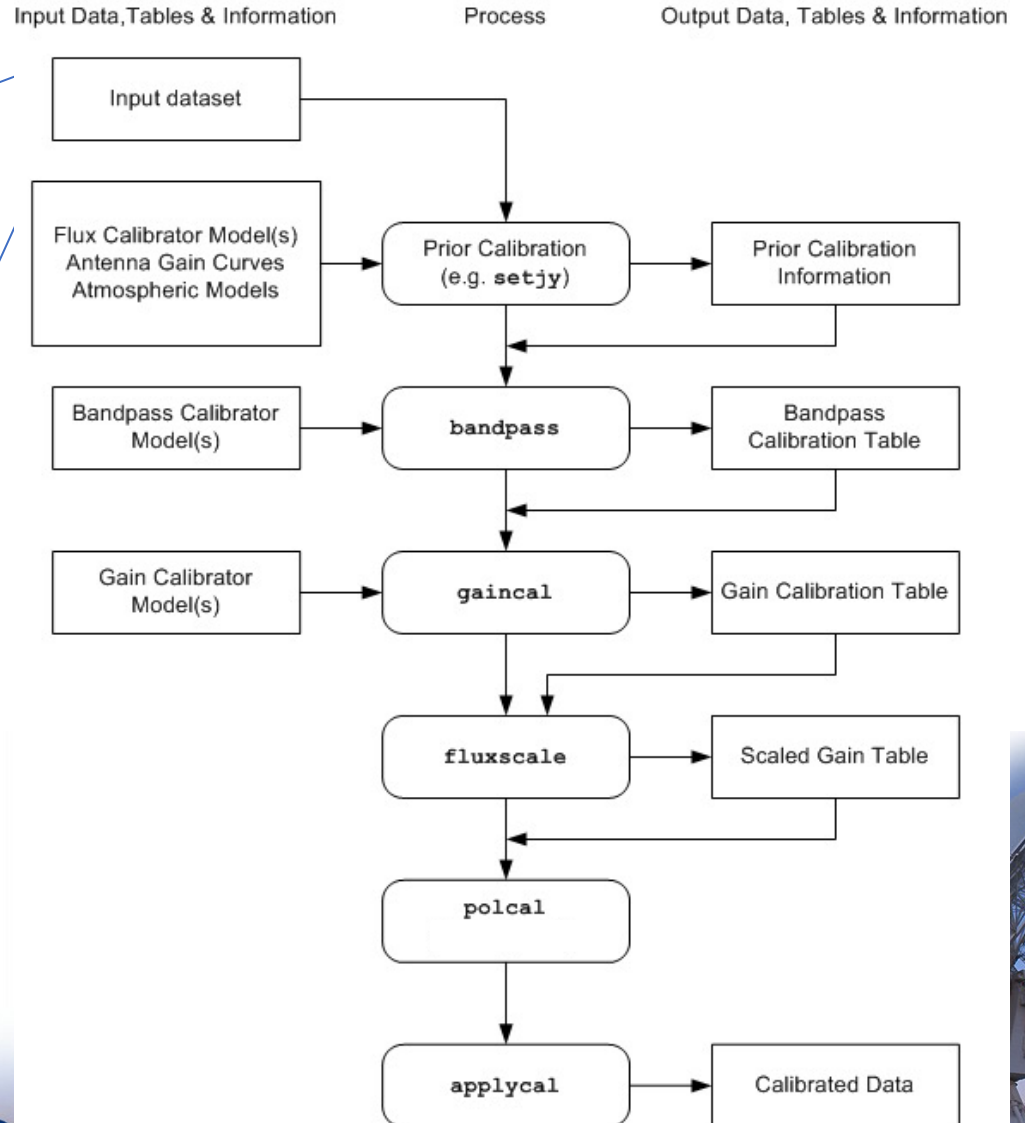 Input Data,Tables & Information
Process
Output Data, Tables & Information
Input dataset
Flux Calibrator Model(s)
Antenna Gain Curves
Atmospheric Models
Prior Calibration
(e.g. setjy)
Prior Calibration
Information
Bandpass Calibrator
Model(s)
bandpass
Bandpass
Calibration Table
Gain Calibrator
Model(s)
gaincal
Gain Calibration Table
fluxscale
Scaled Gain Table
polcal
applycal
Calibrated Data